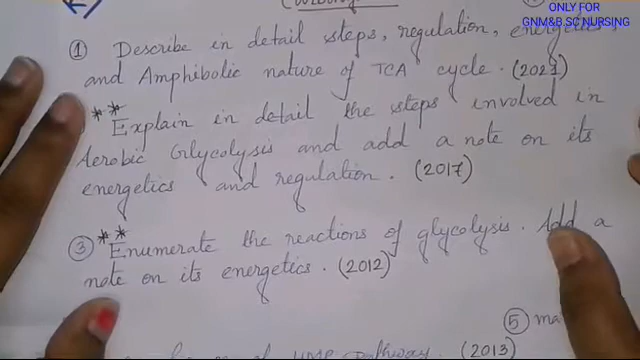 ONLY FOR
GNM&B.SC NURSING
① Describe in detail steps, regulation, energetics,
and Amphibolic nature of TCA cycle. (2021)
** Explain in detail the steps involved in
Aerobic Glycolysis and add a note on its
energetics and regulation. (2017)
③ ** Enumerate the reactions of glycolysis. Add a
note on its energetics. (2012)
⑤
pathway. (2013)